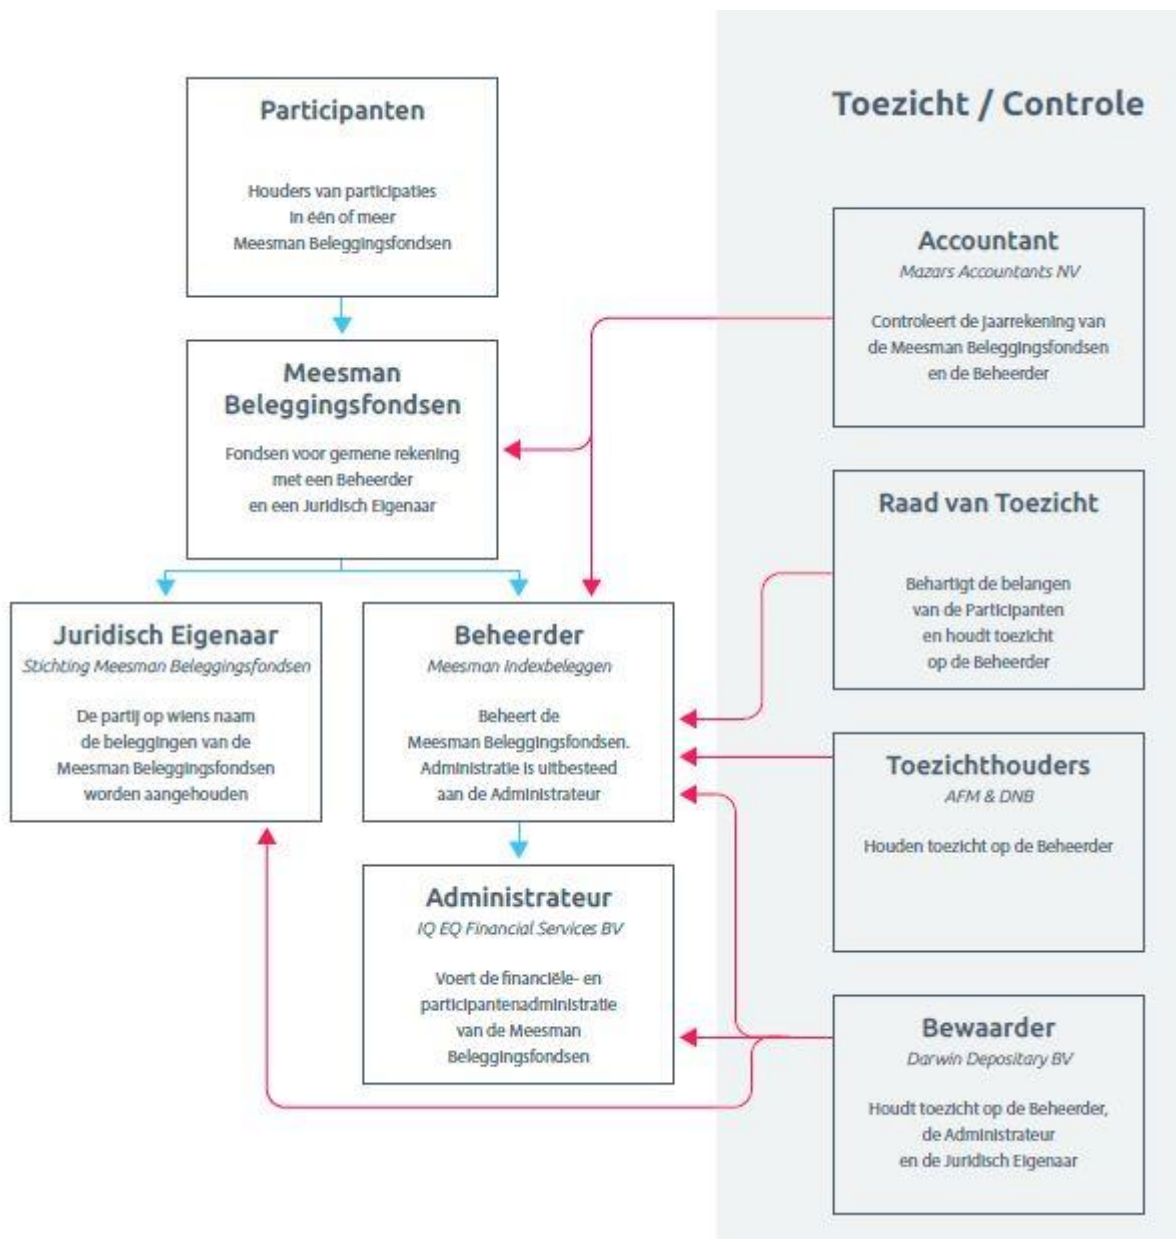 Participanten
Houders van participaties
in één of meer
Meesman Beleggingsfondsen
Meesman
Beleggingsfondsen
Fondsen voor gemene rekening
met een Beheerder
en een Juridisch Eigenaar
Juridisch Eigenaar
Stichting Meesman Beleggingsfondsen
De partij op wiens naam
de beleggingen van de
Meesman Beleggingsfondsen
worden aangehouden
Beheerder
Meesman Indexbeleggen
Beheert de
Meesman Beleggingsfondsen.
Administratie is uitbesteed
aan de Administrateur
Administrateur
IQ EQ Financial Services BV
Voert de financiële- en
participantenadministratie
van de Meesman
Beleggingsfondsen
Toezicht / Controle
Accountant
Mazars Accountants NV
Controleert de jaarrekening van
de Meesman Beleggingsfondsen
en de Beheerder
Raad van Toezicht
Behartigt de belangen
van de Participanten
en houdt toezicht
op de Beheerder
Toezichthouders
AFM & DNB
Houden toezicht op de Beheerder
Bewaarder
Darwin Depositary BV
Houdt toezicht op de Beheerder,
de Administrateur
en de Juridisch Eigenaar